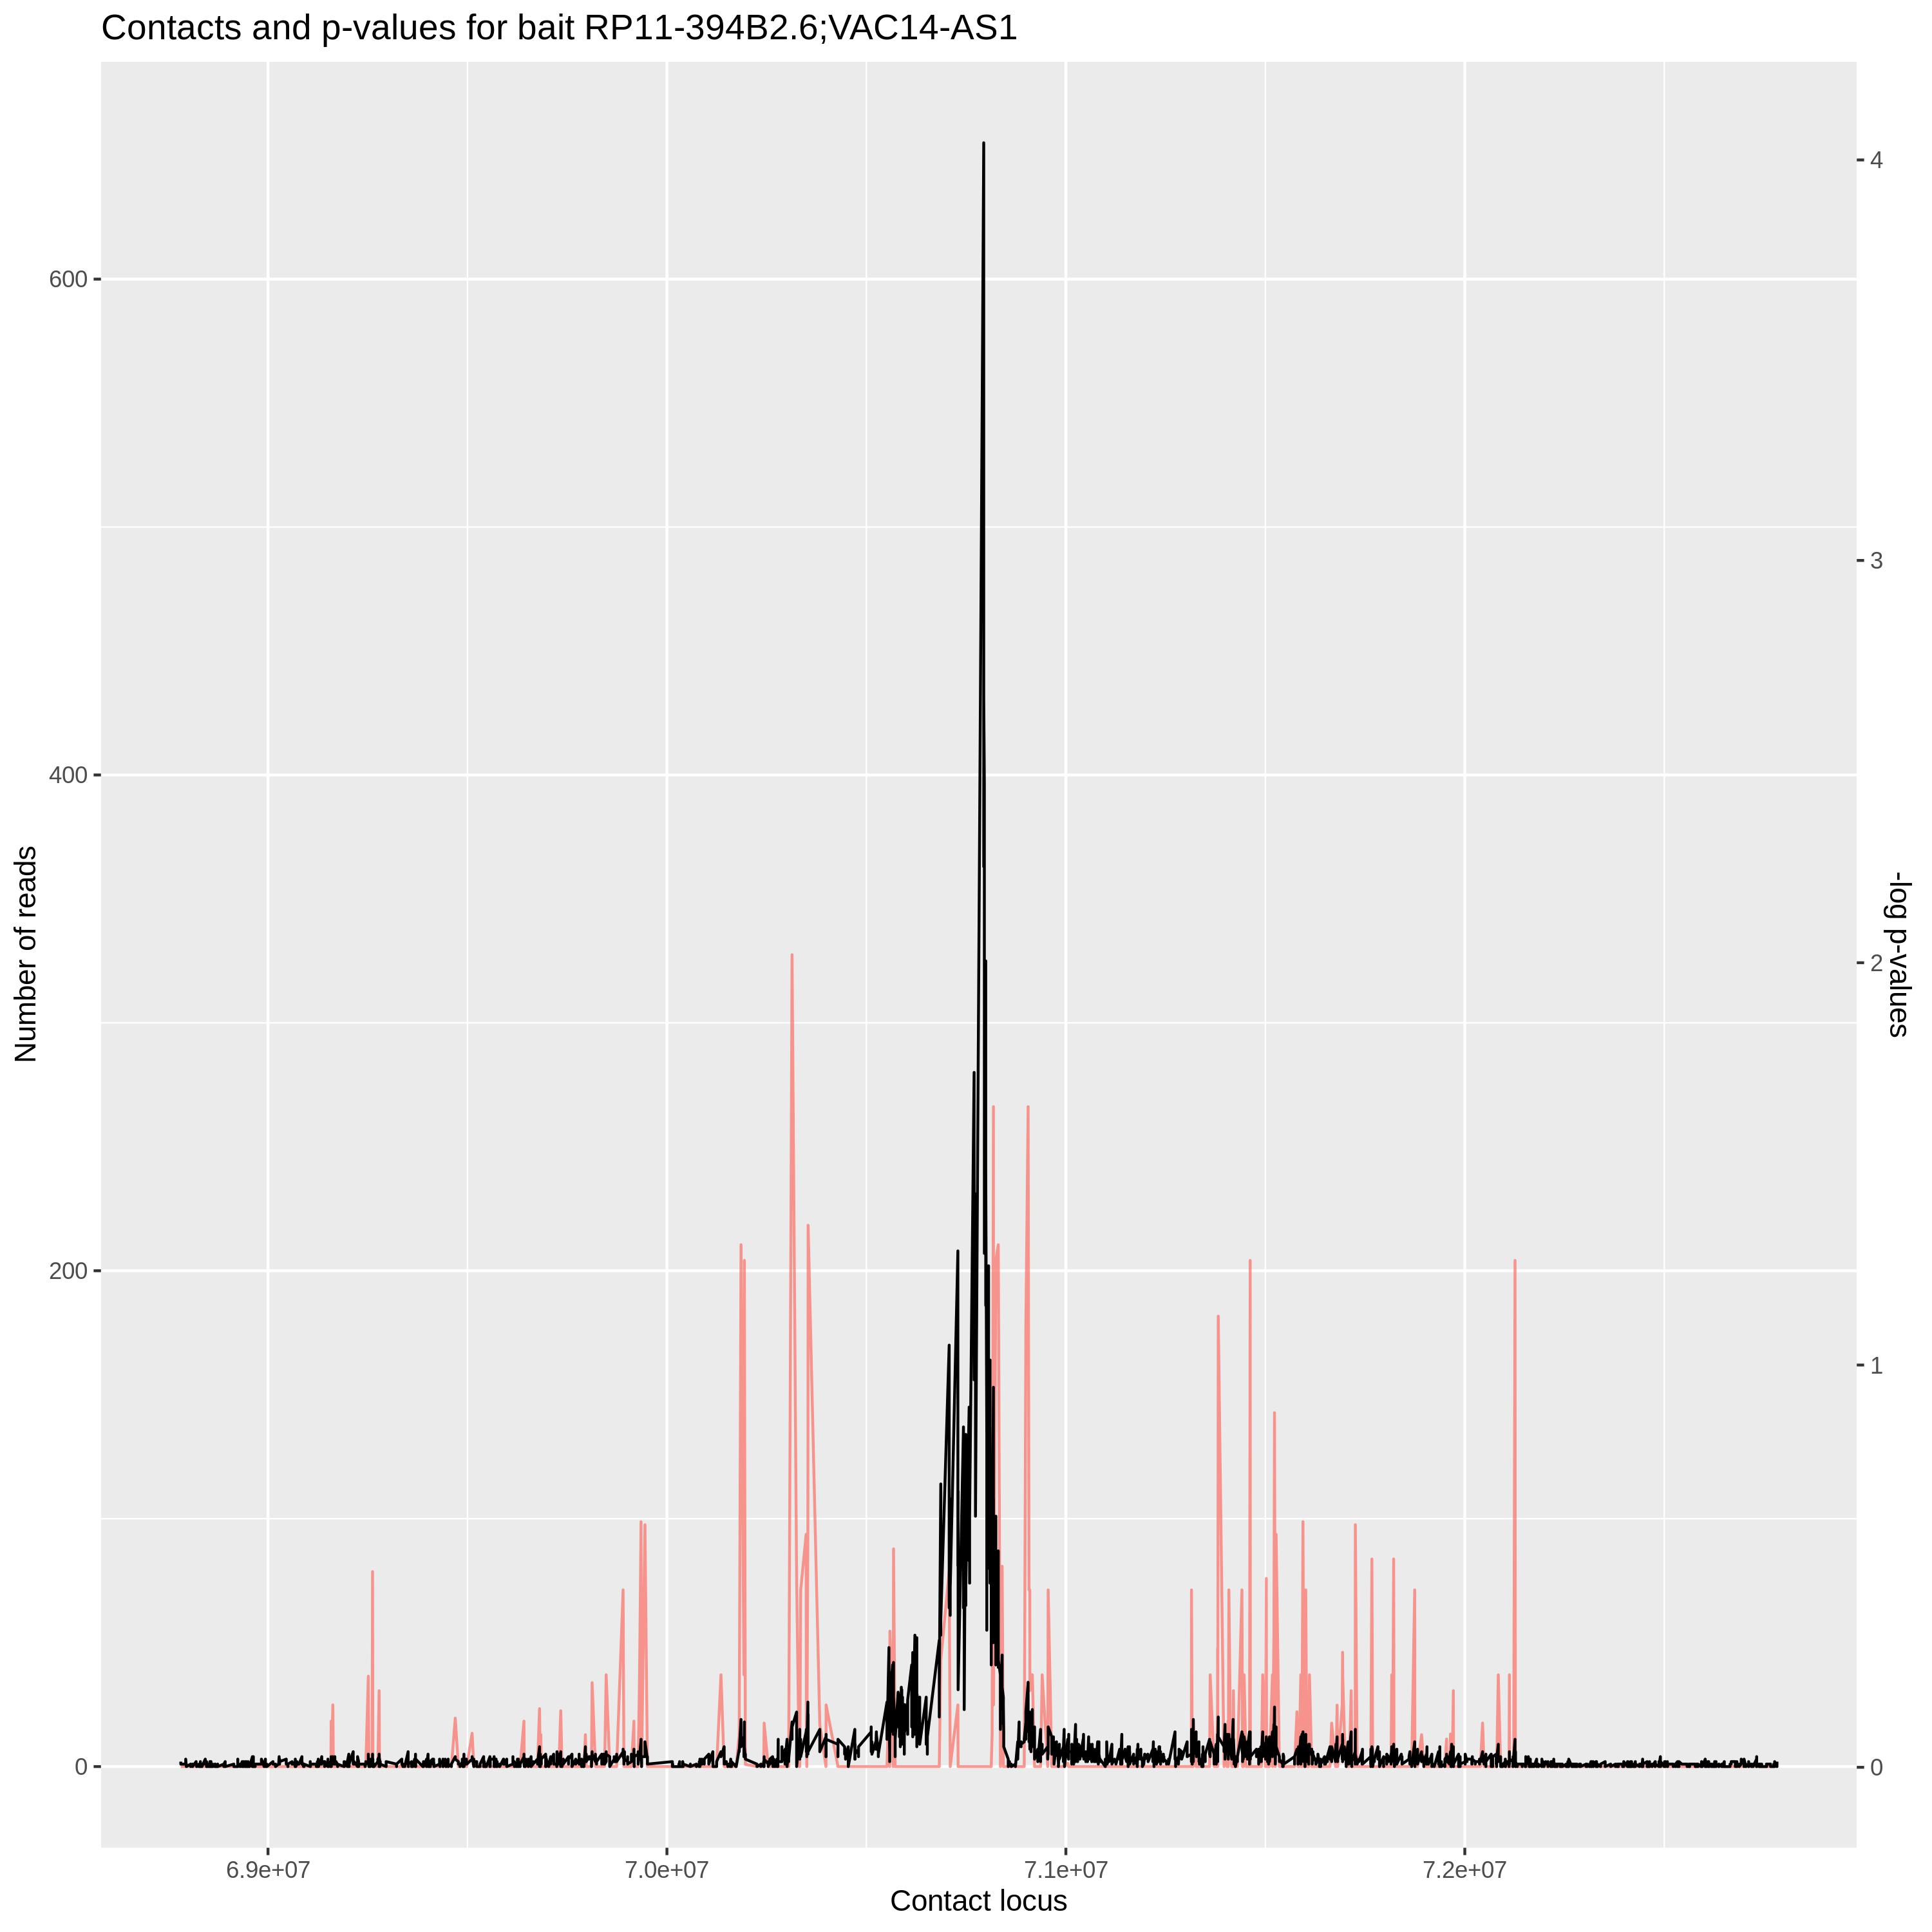 Contacts and p-values for bait RP11-394B2.6;VAC14-AS1
600
400
200
0
4
3
2
1
0
Number of reads
-log p-values
6.9e+07
7.0e+07
7.1e+07
7.2e+07
Contact locus